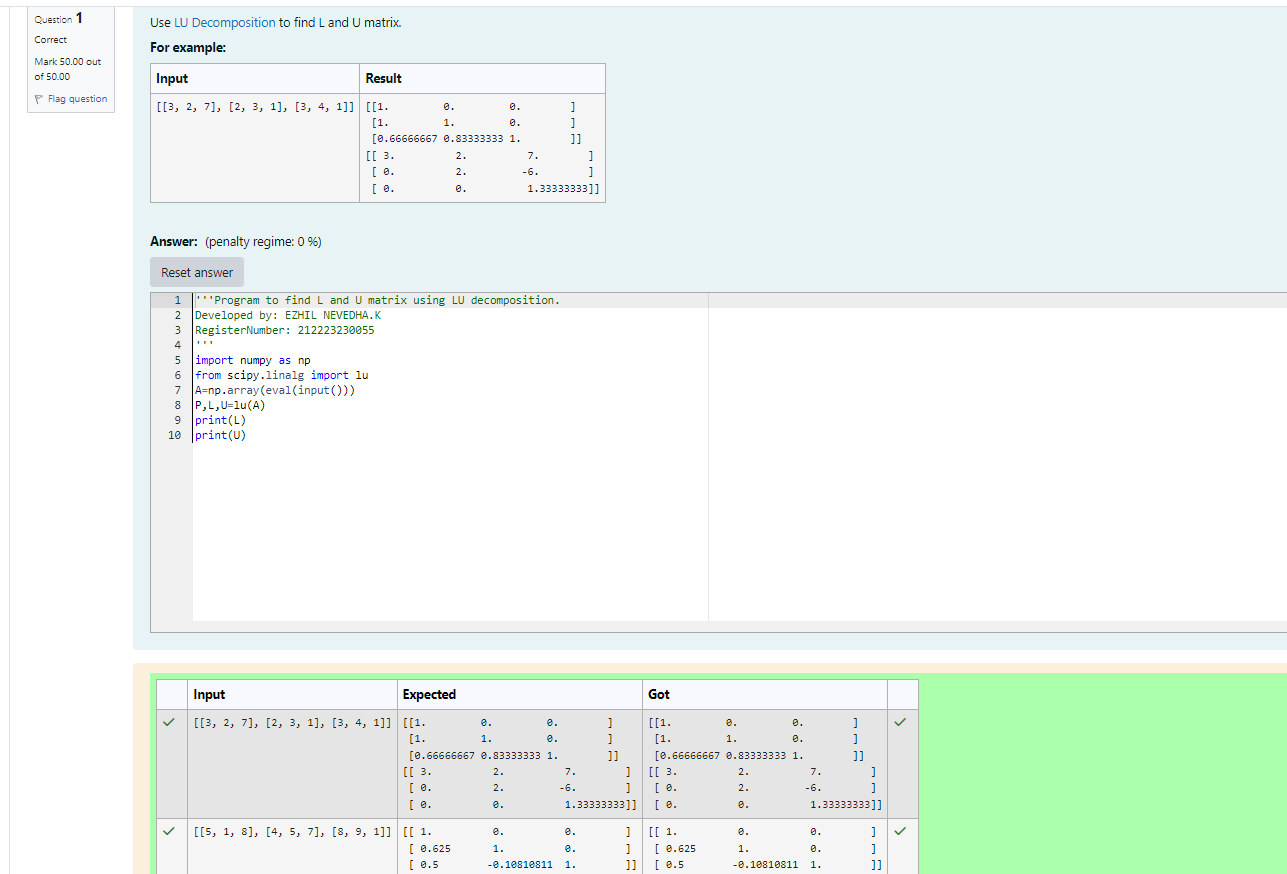 Question 1
Correct
Mark 50.00 out
of 50.00
Flag question
Use LU Decomposition to find L and U matrix.
For example:
Input Result
[[3, 2, 7], [2, 3, 1], [3, 4, 1]] [[1. 0. 0. ]
[1. 1. 0. ]
[0.66666667 0.83333333 1. ]]
[[ 3. 2. 7. ]
[ 0. 2. -6. ]
[ 0. 0. 1.33333333]]
Answer: (penalty regime: 0 %)
Reset answer
1 '''Program to find L and U matrix using LU decomposition.
2 Developed by: EZHIL NEVEDHA.K
3 RegisterNumber: 212223230055
4 '''
5 import numpy as np
6 from scipy.linalg import lu
7 A=np.array(eval(input()))
8 P,L,U=lu(A)
9 print(L)
10 print(U)
Input Expected Got
[[3, 2, 7], [2, 3, 1], [3, 4, 1]] [[1. 0. 0. ] [[1. 0. 0. ]
[1. 1. 0. ] [1. 1. 0. ]
[0.66666667 0.83333333 1. ]] [0.66666667 0.83333333 1. ]]
[[ 3. 2. 7. ] [[ 3. 2. 7. ]
[ 0. 2. -6. ] [ 0. 2. -6. ]
[ 0. 0. 1.33333333]] [ 0. 0. 1.33333333]]
[[5, 1, 8], [4, 5, 7], [8, 9, 1]] [[ 1. 0. 0. ] [[ 1. 0. 0. ]
[ 0.625 1. 0. ] [ 0.625 1. 0. ]
[ 0.5 -0.10810811 1. ]] [ 0.5 -0.10810811 1. ]]